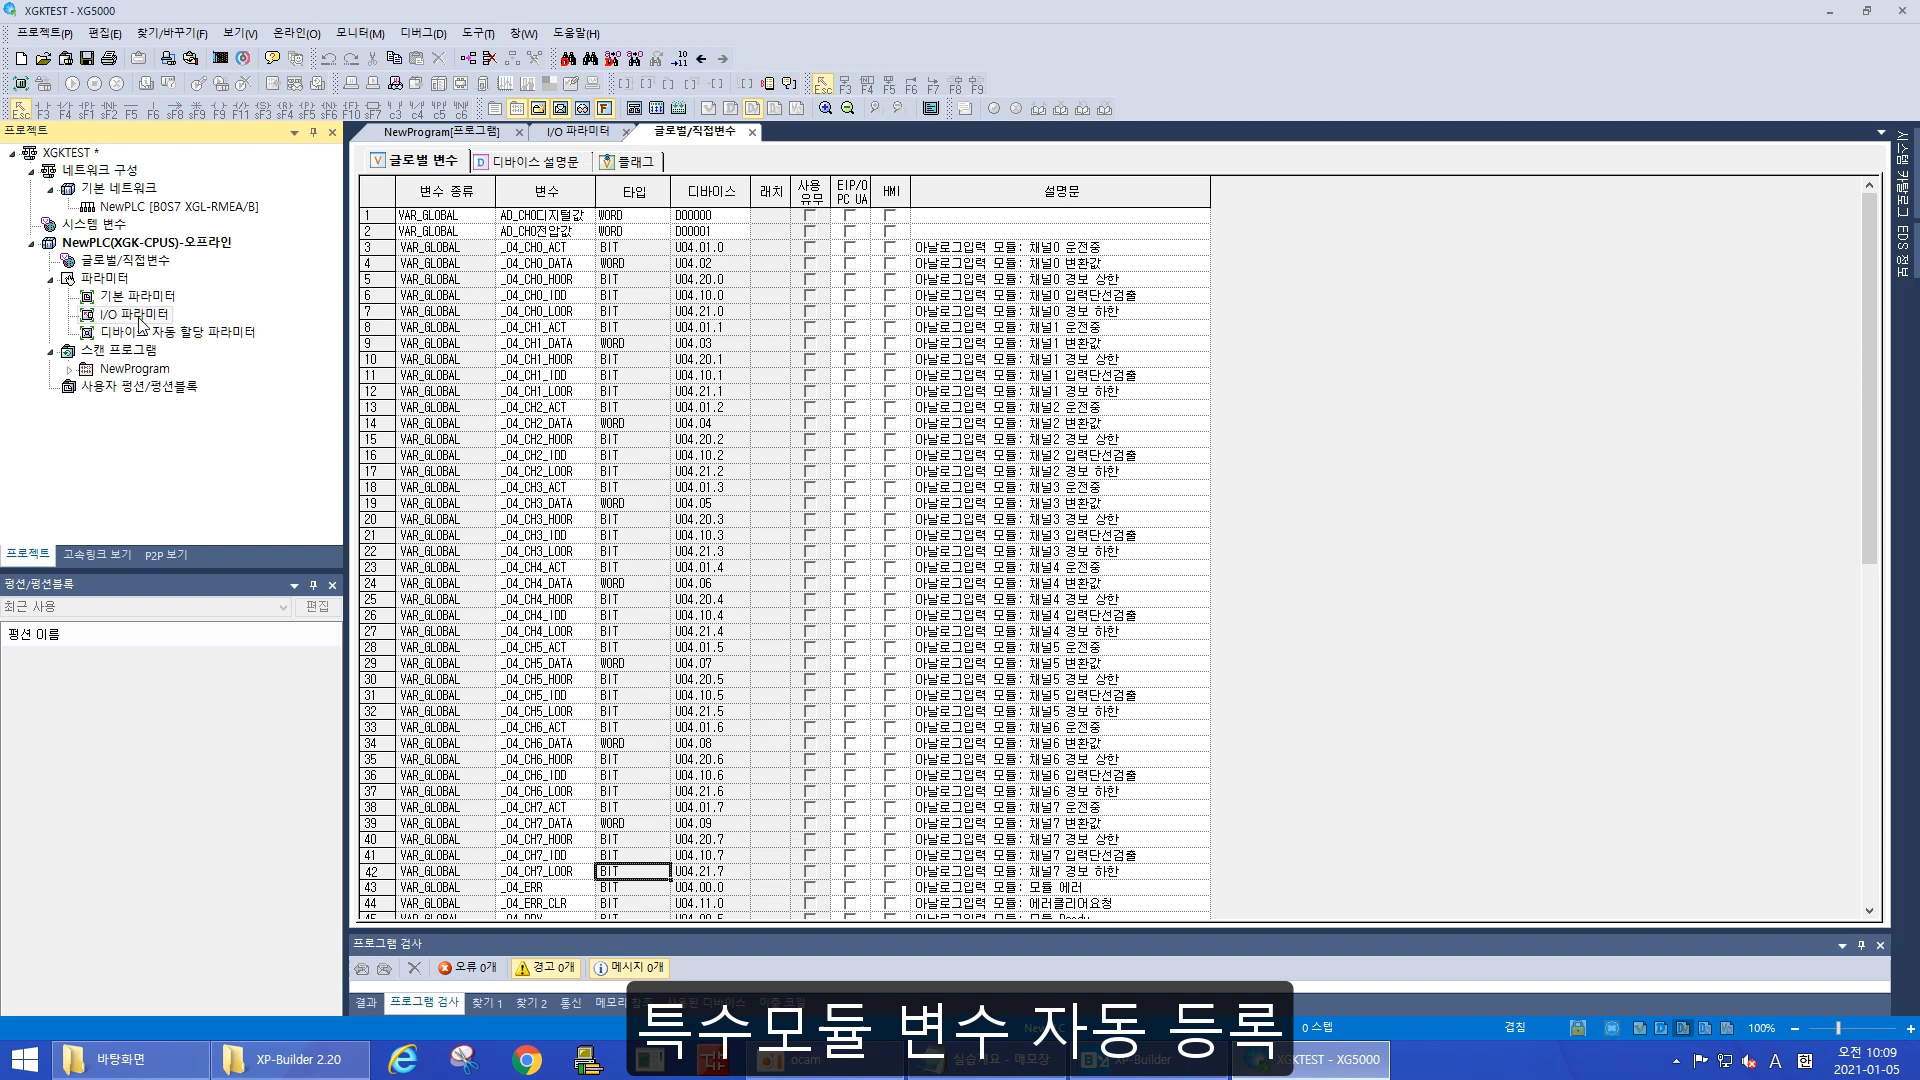 XGKTEST - XG5000
프로젝트(P) 편집(E) 찾기/바꾸기(F) 보기(V) 온라인(O) 모니터(M) 디버그(D) 도구(T) 창(W) 도움말(H)
프로젝트
XGKTEST *
네트워크 구성
기본 네트워크
NewPLC [B0S7 XGL-RMEA/B]
시스템 변수
NewPLC(XGK-CPUS)-오프라인
글로벌/직접변수
파라미터
기본 파라미터
I/O 파라미터
디바이스 자동 할당 파라미터
스캔 프로그램
NewProgram
사용자 펑션/펑션블록
프로젝트 고속링크 보기 P2P 보기
펑션/펑션블록
최근 사용 편집
펑션 이름
NewProgram[프로그램] I/O 파라미터 글로벌/직접변수
글로벌 변수 디바이스 설명문 플래그
변수 종류 변수 타입 디바이스 래치 사용 유무 EIP/O PC UA HMI 설명문
1 VAR_GLOBAL AD_CH0디지털값 WORD D00000
2 VAR_GLOBAL AD_CH0전압값 WORD D00001
3 VAR_GLOBAL _04_CH0_ACT BIT U04.01.0 아날로그입력 모듈: 채널0 운전중
4 VAR_GLOBAL _04_CH0_DATA WORD U04.02 아날로그입력 모듈: 채널0 변환값
5 VAR_GLOBAL _04_CH0_HOOR BIT U04.20.0 아날로그입력 모듈: 채널0 경보 상한
6 VAR_GLOBAL _04_CH0_IDD BIT U04.10.0 아날로그입력 모듈: 채널0 입력단선검출
7 VAR_GLOBAL _04_CH0_LOOR BIT U04.21.0 아날로그입력 모듈: 채널0 경보 하한
8 VAR_GLOBAL _04_CH1_ACT BIT U04.01.1 아날로그입력 모듈: 채널1 운전중
9 VAR_GLOBAL _04_CH1_DATA WORD U04.03 아날로그입력 모듈: 채널1 변환값
10 VAR_GLOBAL _04_CH1_HOOR BIT U04.20.1 아날로그입력 모듈: 채널1 경보 상한
11 VAR_GLOBAL _04_CH1_IDD BIT U04.10.1 아날로그입력 모듈: 채널1 입력단선검출
12 VAR_GLOBAL _04_CH1_LOOR BIT U04.21.1 아날로그입력 모듈: 채널1 경보 하한
13 VAR_GLOBAL _04_CH2_ACT BIT U04.01.2 아날로그입력 모듈: 채널2 운전중
14 VAR_GLOBAL _04_CH2_DATA WORD U04.04 아날로그입력 모듈: 채널2 변환값
15 VAR_GLOBAL _04_CH2_HOOR BIT U04.20.2 아날로그입력 모듈: 채널2 경보 상한
16 VAR_GLOBAL _04_CH2_IDD BIT U04.10.2 아날로그입력 모듈: 채널2 입력단선검출
17 VAR_GLOBAL _04_CH2_LOOR BIT U04.21.2 아날로그입력 모듈: 채널2 경보 하한
18 VAR_GLOBAL _04_CH3_ACT BIT U04.01.3 아날로그입력 모듈: 채널3 운전중
19 VAR_GLOBAL _04_CH3_DATA WORD U04.05 아날로그입력 모듈: 채널3 변환값
20 VAR_GLOBAL _04_CH3_HOOR BIT U04.20.3 아날로그입력 모듈: 채널3 경보 상한
21 VAR_GLOBAL _04_CH3_IDD BIT U04.10.3 아날로그입력 모듈: 채널3 입력단선검출
22 VAR_GLOBAL _04_CH3_LOOR BIT U04.21.3 아날로그입력 모듈: 채널3 경보 하한
23 VAR_GLOBAL _04_CH4_ACT BIT U04.01.4 아날로그입력 모듈: 채널4 운전중
24 VAR_GLOBAL _04_CH4_DATA WORD U04.06 아날로그입력 모듈: 채널4 변환값
25 VAR_GLOBAL _04_CH4_HOOR BIT U04.20.4 아날로그입력 모듈: 채널4 경보 상한
26 VAR_GLOBAL _04_CH4_IDD BIT U04.10.4 아날로그입력 모듈: 채널4 입력단선검출
27 VAR_GLOBAL _04_CH4_LOOR BIT U04.21.4 아날로그입력 모듈: 채널4 경보 하한
28 VAR_GLOBAL _04_CH5_ACT BIT U04.01.5 아날로그입력 모듈: 채널5 운전중
29 VAR_GLOBAL _04_CH5_DATA WORD U04.07 아날로그입력 모듈: 채널5 변환값
30 VAR_GLOBAL _04_CH5_HOOR BIT U04.20.5 아날로그입력 모듈: 채널5 경보 상한
31 VAR_GLOBAL _04_CH5_IDD BIT U04.10.5 아날로그입력 모듈: 채널5 입력단선검출
32 VAR_GLOBAL _04_CH5_LOOR BIT U04.21.5 아날로그입력 모듈: 채널5 경보 하한
33 VAR_GLOBAL _04_CH6_ACT BIT U04.01.6 아날로그입력 모듈: 채널6 운전중
34 VAR_GLOBAL _04_CH6_DATA WORD U04.08 아날로그입력 모듈: 채널6 변환값
35 VAR_GLOBAL _04_CH6_HOOR BIT U04.20.6 아날로그입력 모듈: 채널6 경보 상한
36 VAR_GLOBAL _04_CH6_IDD BIT U04.10.6 아날로그입력 모듈: 채널6 입력단선검출
37 VAR_GLOBAL _04_CH6_LOOR BIT U04.21.6 아날로그입력 모듈: 채널6 경보 하한
38 VAR_GLOBAL _04_CH7_ACT BIT U04.01.7 아날로그입력 모듈: 채널7 운전중
39 VAR_GLOBAL _04_CH7_DATA WORD U04.09 아날로그입력 모듈: 채널7 변환값
40 VAR_GLOBAL _04_CH7_HOOR BIT U04.20.7 아날로그입력 모듈: 채널7 경보 상한
41 VAR_GLOBAL _04_CH7_IDD BIT U04.10.7 아날로그입력 모듈: 채널7 입력단선검출
42 VAR_GLOBAL _04_CH7_LOOR BIT U04.21.7 아날로그입력 모듈: 채널7 경보 하한
43 VAR_GLOBAL _04_ERR BIT U04.00.0 아날로그입력 모듈: 모듈 에러
44 VAR_GLOBAL _04_ERR_CLR BIT U04.11.0 아날로그입력 모듈: 에러클리어요청
시스템 카탈로그
EDS 정보
프로그램 검사
오류 0개 경고 0개 메시지 0개
결과 프로그램 검사 찾기 1 찾기 2 통신 메모리
특수모듈 변수 자동 등록
0 스텝 겹침 100%
바탕화면 XP-Builder 2.20 ocam XP-Builder XGKTEST - XG5000
A 한 오전 10:09
2021-01-05